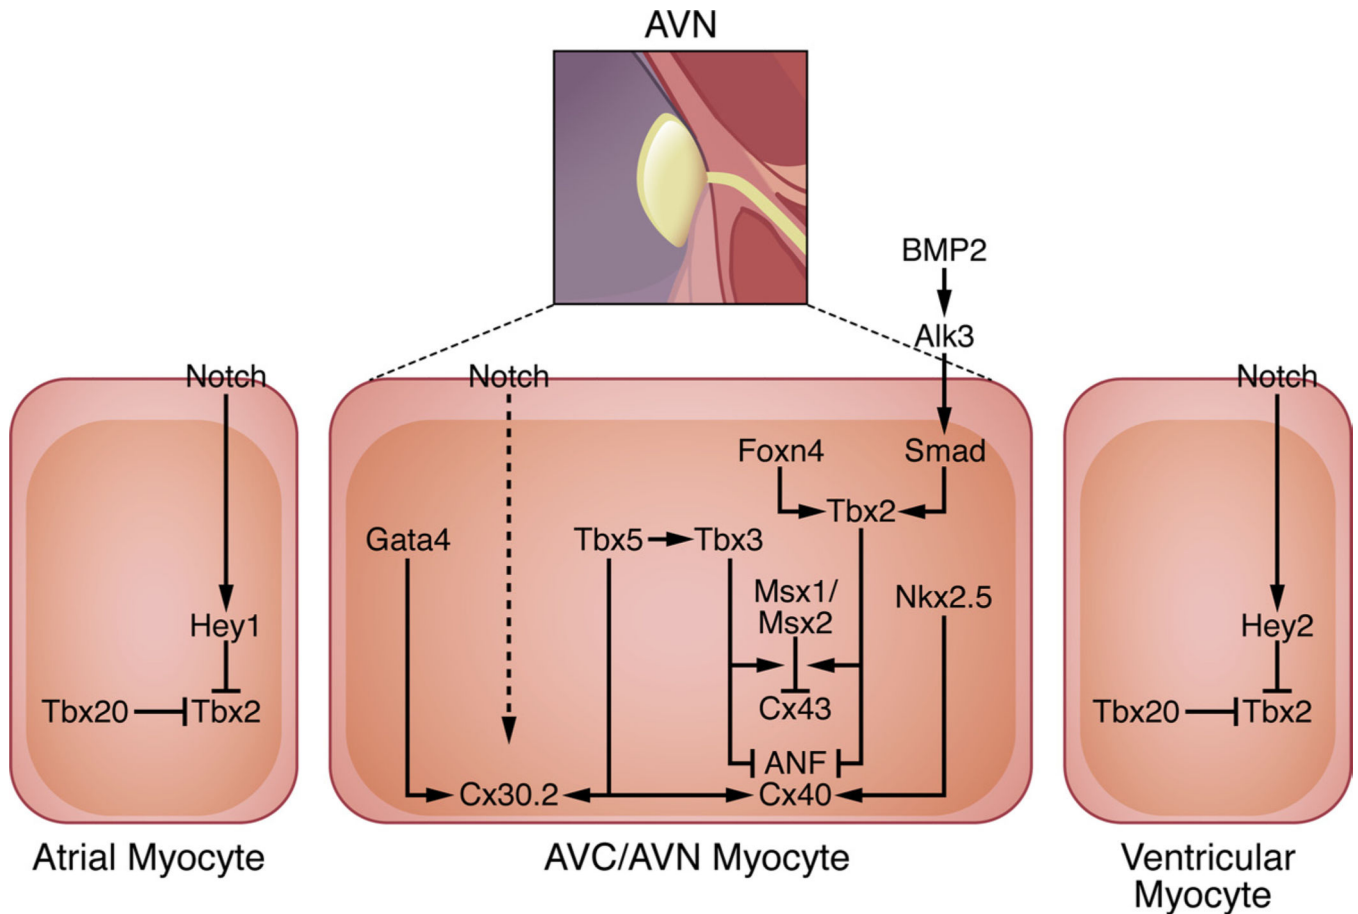 AVN
BMP2
Alk3
Notch
Notch
Notch
Foxn4
Smad
Tbx2
Gata4
Tbx5
Tbx3
Msx1/
Msx2
Nkx2.5
Hey1
Hey2
Tbx20
Tbx2
Cx43
Tbx20
Tbx2
ANF
Cx30.2
Cx40
Atrial Myocyte
AVC/AVN Myocyte
Ventricular
Myocyte